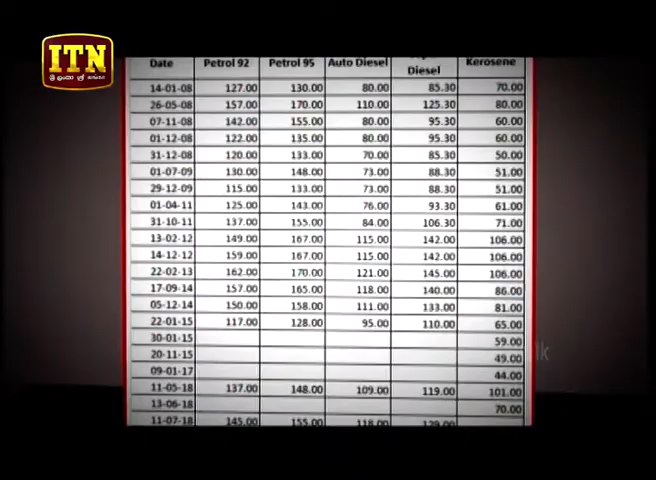 ITN
Date Petrol 92 Petrol 95 Auto Diesel Diesel Kerosene
14-01-08 127.00 130.00 80.00 85.30 70.00
26-05-08 157.00 170.00 110.00 125.30 80.00
07-11-08 142.00 155.00 80.00 95.30 60.00
01-12-08 122.00 135.00 80.00 95.30 60.00
31-12-08 120.00 133.00 70.00 85.30 50.00
01-07-09 130.00 148.00 73.00 88.30 51.00
29-12-09 115.00 133.00 73.00 88.30 51.00
01-04-11 125.00 143.00 76.00 93.30 61.00
31-10-11 137.00 155.00 84.00 106.30 71.00
13-02-12 149.00 167.00 115.00 142.00 106.00
14-12-12 159.00 167.00 115.00 142.00 106.00
22-02-13 162.00 170.00 121.00 145.00 106.00
17-09-14 157.00 165.00 118.00 140.00 86.00
05-12-14 150.00 158.00 111.00 133.00 81.00
22-01-15 117.00 128.00 95.00 110.00 65.00
30-01-15 59.00
20-11-15 49.00
09-01-17 44.00
11-05-18 137.00 148.00 109.00 119.00 101.00
13-06-18 70.00
11-07-18 145.00 155.00 118.00 129.00
lk